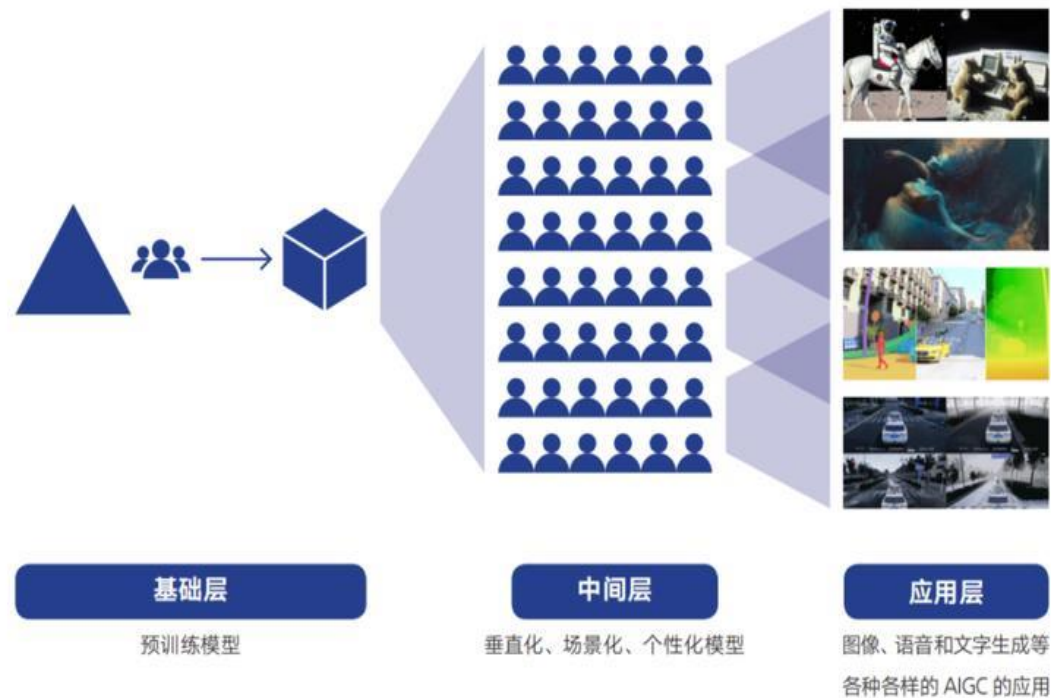 基础层
预训练模型
中间层
垂直化、场景化、个性化模型
应用层
图像、语音和文字生成等
各种各样的 AIGC 的应用